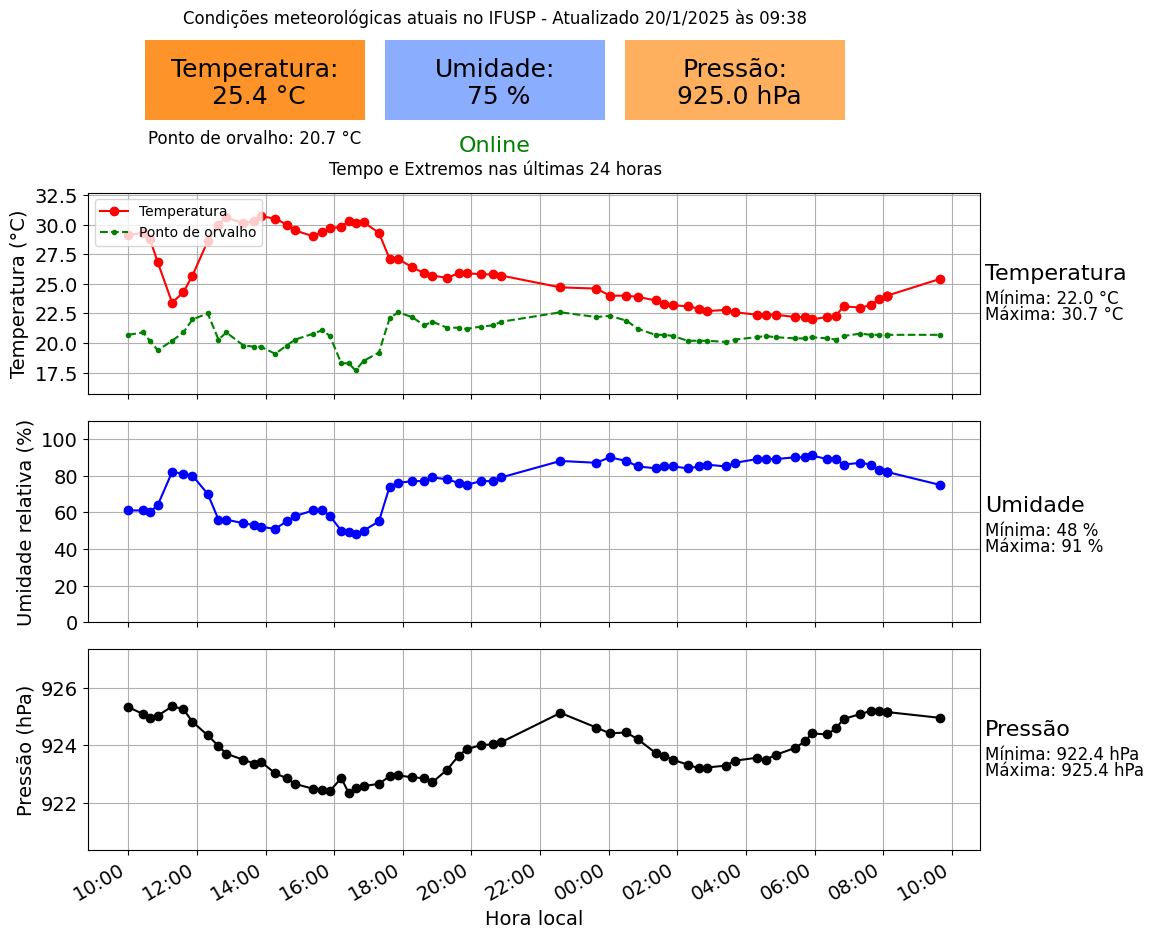 Condições meteorológicas atuais no IFUSP - Atualizado 20/1/2025 às 09:38
Temperatura:
25.4 °C
Umidade:
75 %
Pressão:
925.0 hPa
Ponto de orvalho: 20.7 °C
Online
Tempo e Extremos nas últimas 24 horas
Temperatura (°C)
32.5
30.0
27.5
25.0
22.5
20.0
17.5
Temperatura
Ponto de orvalho
Temperatura
Mínima: 22.0 °C
Máxima: 30.7 °C
Umidade relativa (%)
100
80
60
40
20
0
Umidade
Mínima: 48 %
Máxima: 91 %
Pressão (hPa)
926
924
922
Pressão
Mínima: 922.4 hPa
Máxima: 925.4 hPa
10:00 12:00 14:00 16:00 18:00 20:00 22:00 00:00 02:00 04:00 06:00 08:00 10:00
Hora local